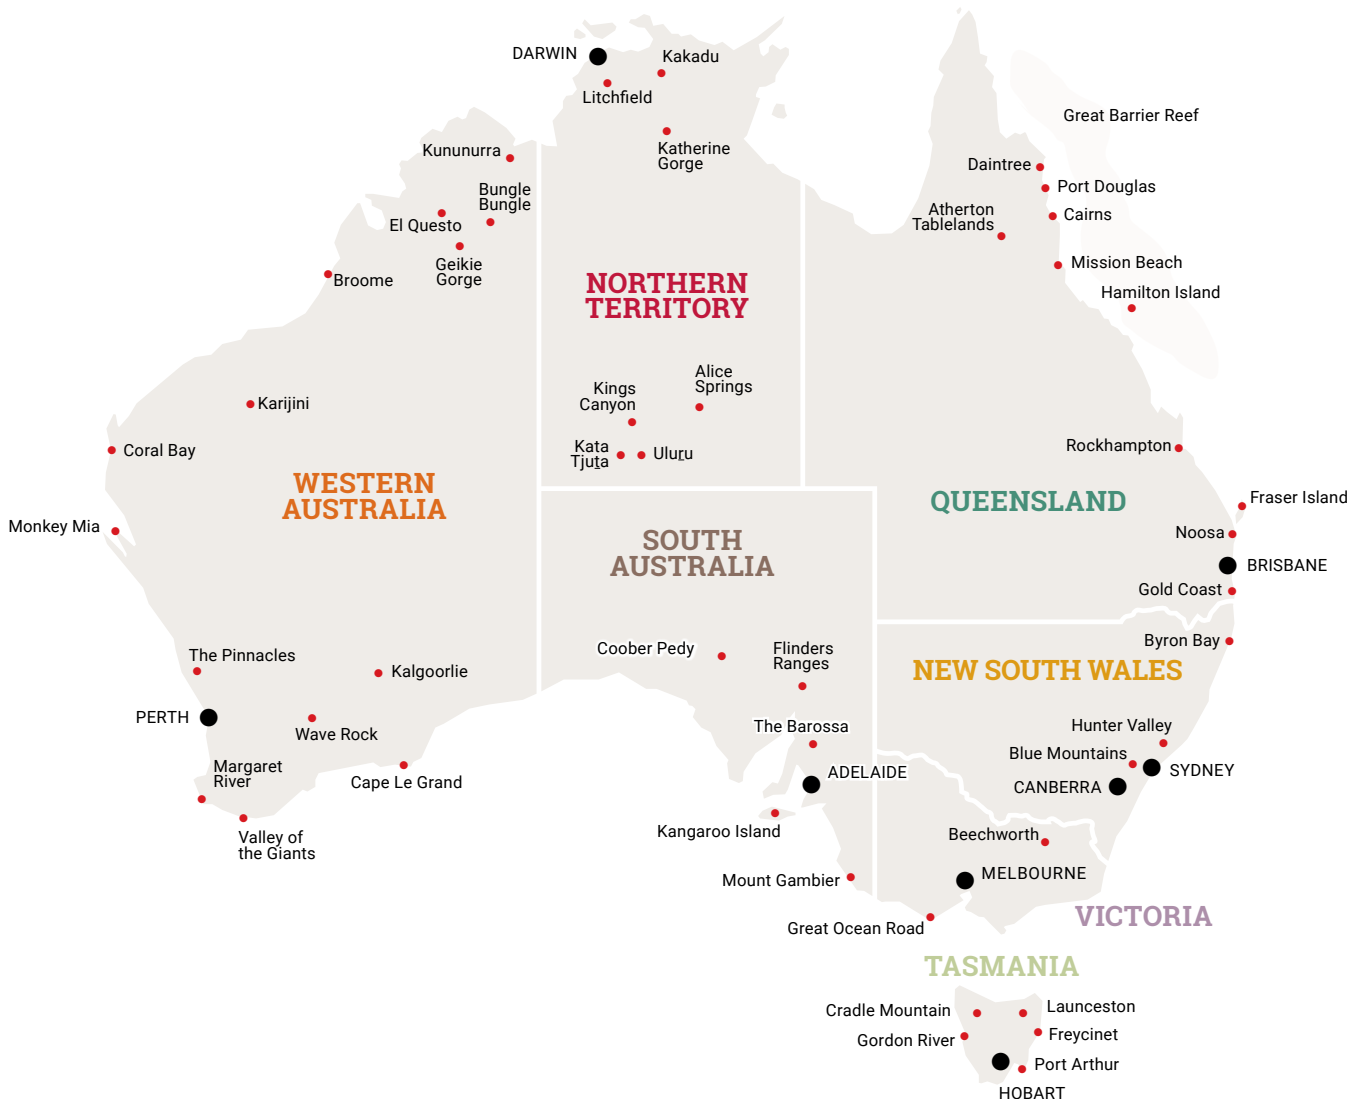 DARWIN
Kakadu
Litchfield
Great Barrier Reef
Kununurra
Katherine
Gorge
Daintree
Port Douglas
Bungle
Bungle
Atherton
Tablelands
Cairns
El Questo
Geikie
Gorge
Mission Beach
Broome
NORTHERN
TERRITORY
Hamilton Island
Alice
Springs
Kings
Canyon
Karijini
Coral Bay
Kata
Tjuṯa
Uluṟu
Rockhampton
WESTERN
AUSTRALIA
QUEENSLAND
Fraser Island
Monkey Mia
Noosa
SOUTH
AUSTRALIA
BRISBANE
Gold Coast
Byron Bay
Coober Pedy
Flinders
Ranges
The Pinnacles
Kalgoorlie
NEW SOUTH WALES
PERTH
Wave Rock
The Barossa
Hunter Valley
Blue Mountains
Margaret
River
Cape Le Grand
ADELAIDE
SYDNEY
CANBERRA
Kangaroo Island
Beechworth
Valley of
the Giants
Mount Gambier
MELBOURNE
VICTORIA
Great Ocean Road
TASMANIA
Cradle Mountain
Launceston
Gordon River
Freycinet
Port Arthur
HOBART